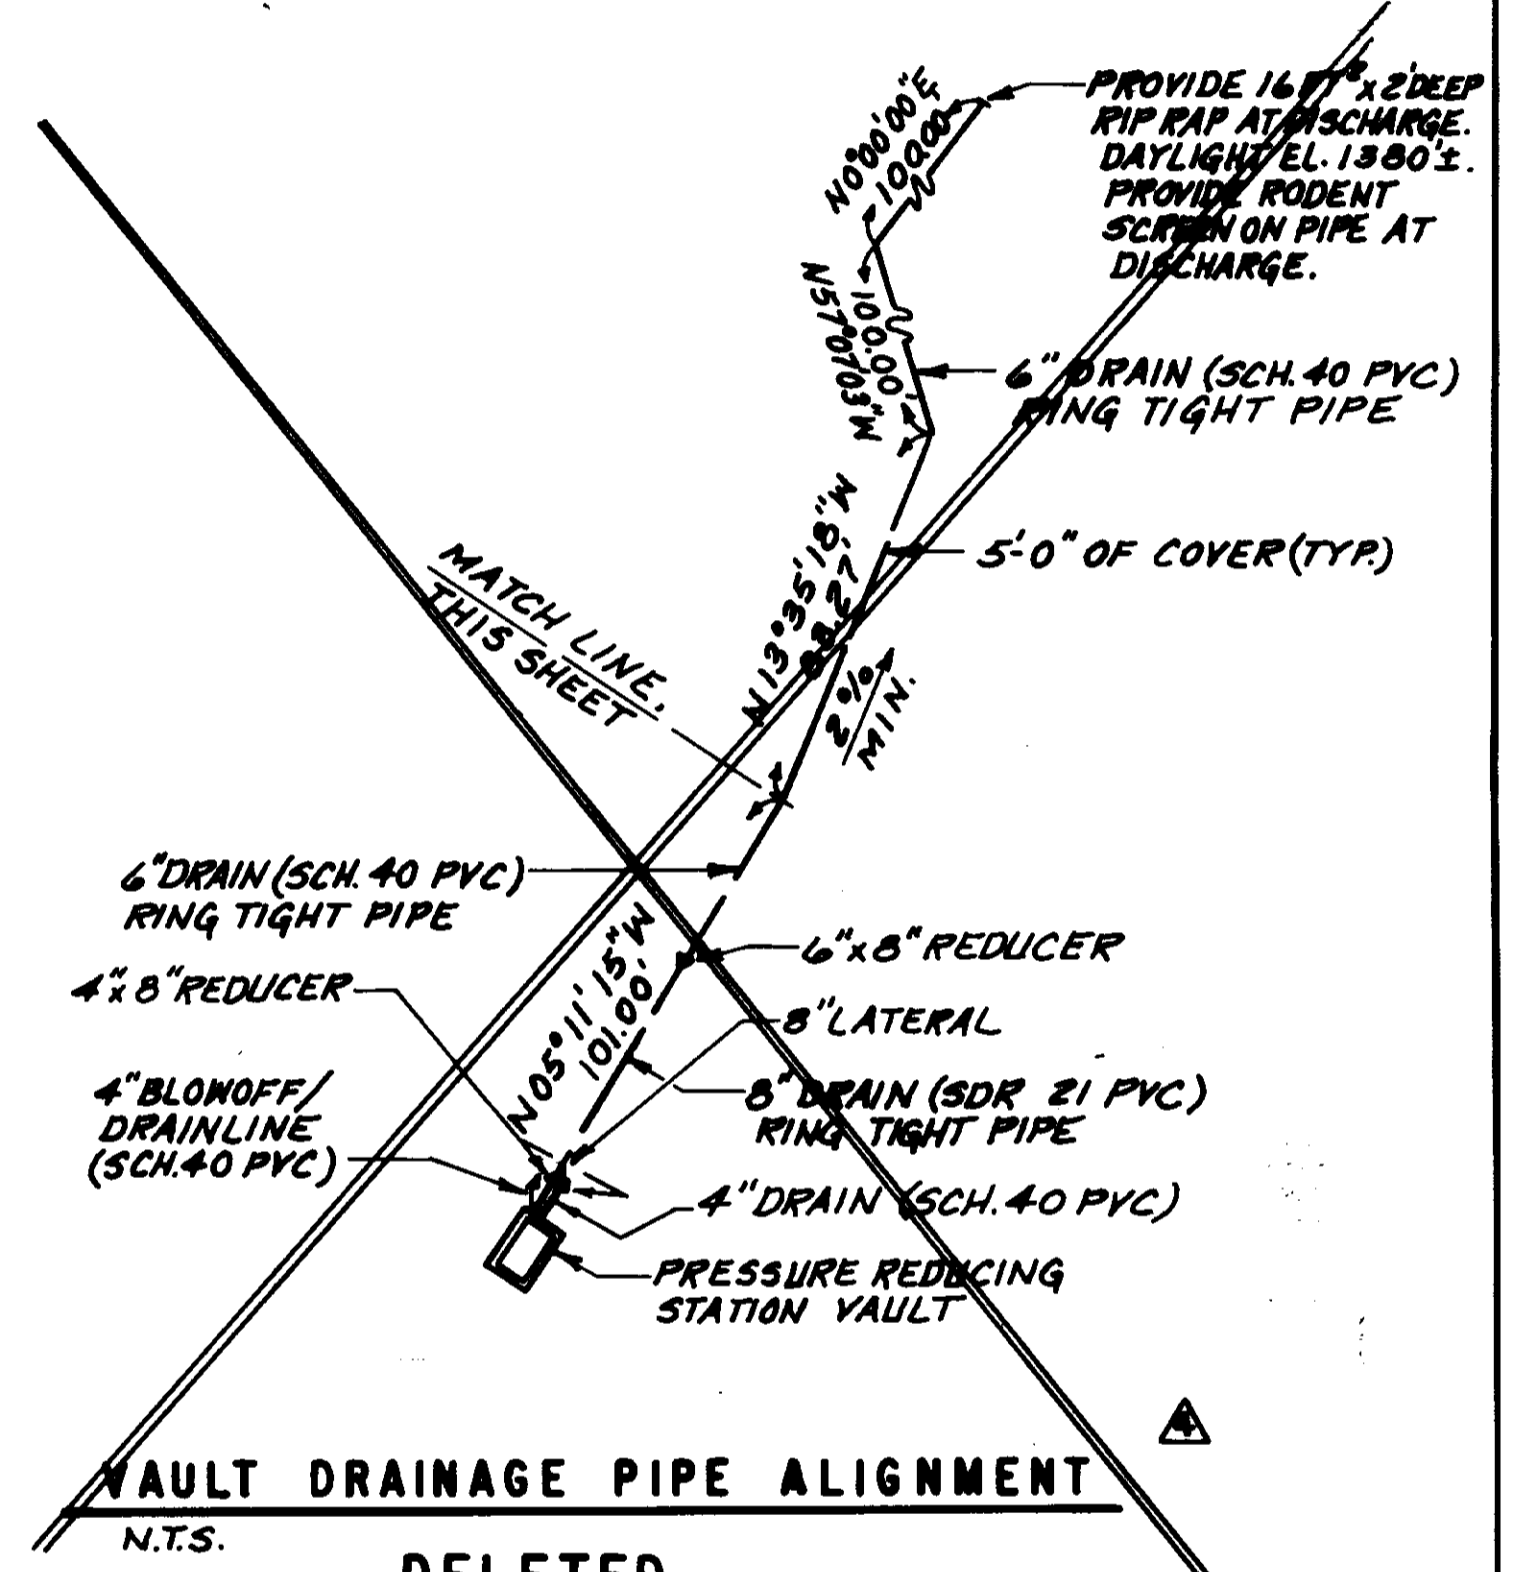 PROVIDE 16 FT² x 2' DEEP
RIP RAP AT DISCHARGE.
DAYLIGHT EL. 1380'±.
PROVIDE RODENT
SCREEN ON PIPE AT
DISCHARGE.
N0°00'00"E
100.00
N57°07'03"W
100.00'
6" DRAIN (SCH. 40 PVC)
RING TIGHT PIPE
N13°35'18"W
88.27'
5'-0" OF COVER (TYP.)
MATCH LINE,
THIS SHEET
2%
MIN.
6" DRAIN (SCH. 40 PVC)
RING TIGHT PIPE
6" x 8" REDUCER
4" x 8" REDUCER
N05°11'15"W
101.00'
8" LATERAL
4" BLOWOFF/
DRAINLINE
(SCH. 40 PVC)
8" DRAIN (SDR 21 PVC)
RING TIGHT PIPE
4" DRAIN (SCH. 40 PVC)
PRESSURE REDUCING
STATION VAULT
4
VAULT DRAINAGE PIPE ALIGNMENT
N.T.S.
DELETED